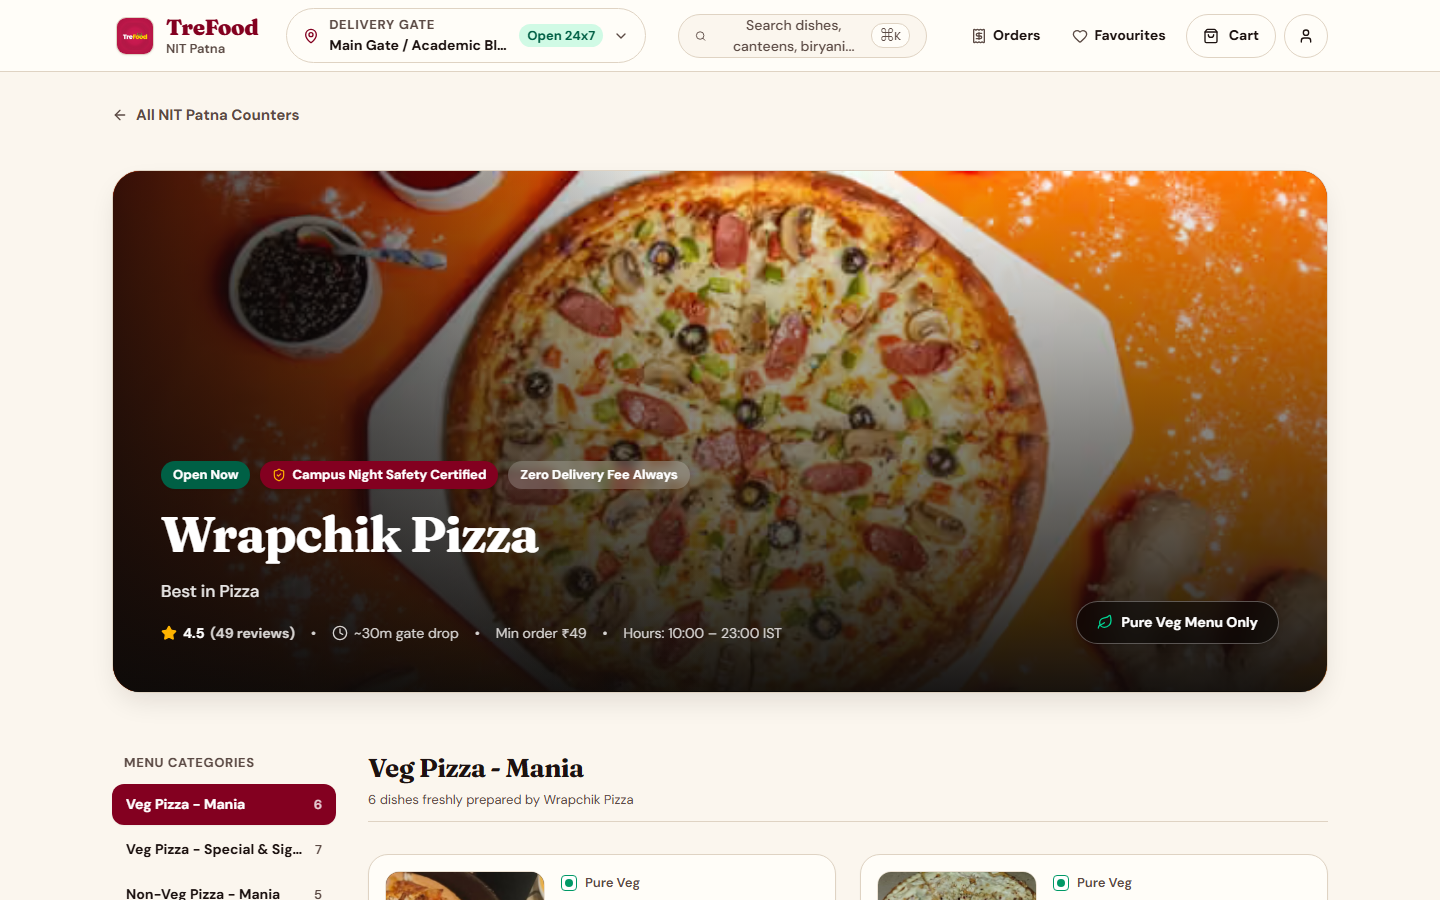 TreFood
TreFood
NIT Patna
DELIVERY GATE
Main Gate / Academic Bl...
Open 24x7
Search dishes,
canteens, biryani...
⌘K
Orders
Favourites
Cart
All NIT Patna Counters
Open Now
Campus Night Safety Certified
Zero Delivery Fee Always
Wrapchik Pizza
Best in Pizza
4.5 (49 reviews) • ~30m gate drop • Min order ₹49 • Hours: 10:00 – 23:00 IST
Pure Veg Menu Only
MENU CATEGORIES
Veg Pizza - Mania 6
Veg Pizza - Special & Sig... 7
Non-Veg Pizza - Mania 5
Veg Pizza - Mania
6 dishes freshly prepared by Wrapchik Pizza
Pure Veg
Pure Veg